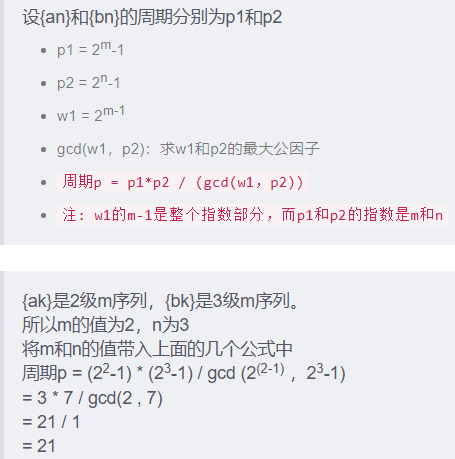 设{an}和{bn}的周期分别为p1和p2
• p1 = 2^m-1
• p2 = 2^n-1
• w1 = 2^m-1
• gcd(w1，p2)：求w1和p2的最大公因子
• 周期p = p1*p2 / (gcd(w1，p2))
• 注：w1的m-1是整个指数部分，而p1和p2的指数是m和n
{ak}是2级m序列，{bk}是3级m序列。
所以m的值为2，n为3
将m和n的值带入上面的几个公式中
周期p = (2²-1) * (2³-1) / gcd (2⁽²⁻¹⁾ ，2³-1)
= 3 * 7 / gcd(2 , 7)
= 21 / 1
= 21